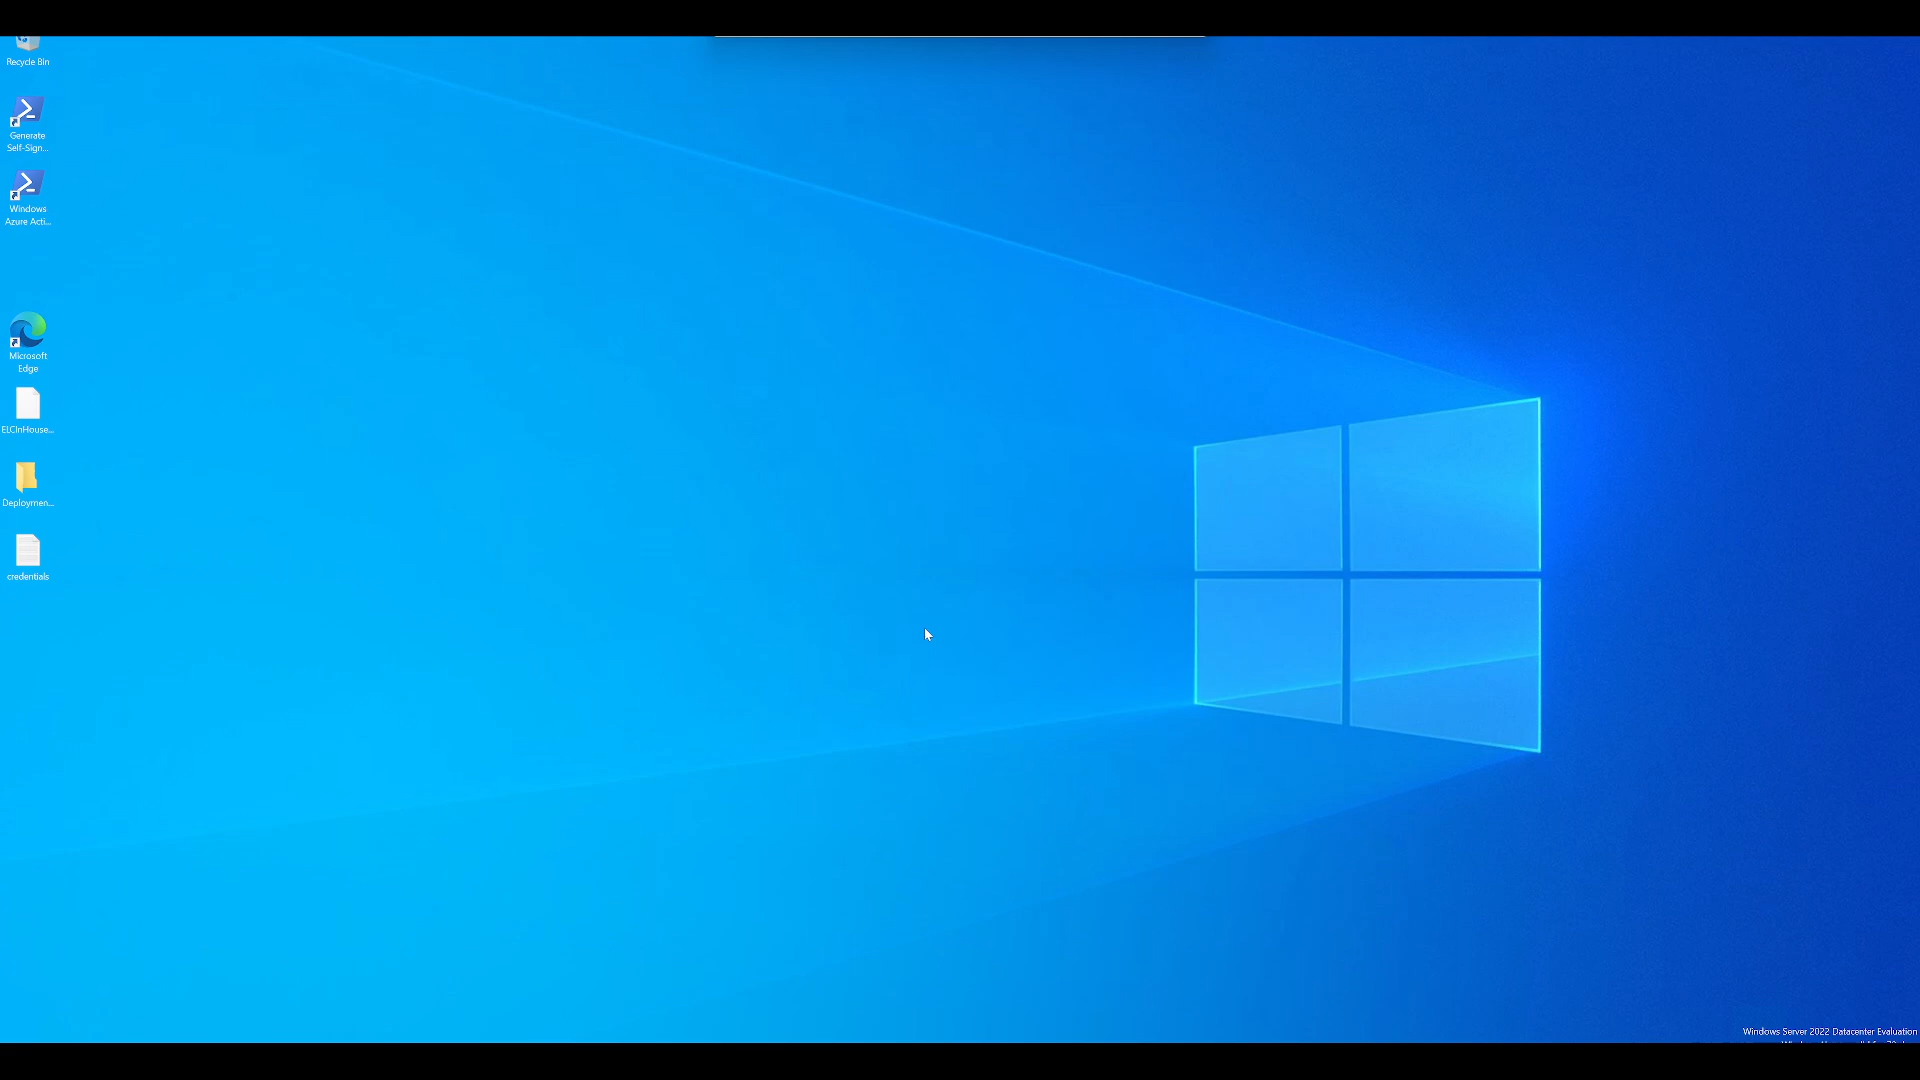 Recycle Bin
Generate
Self-Sign...
Windows
Azure Acti...
Microsoft
Edge
ELCInHouse...
Deploymen...
credentials
Windows Server 2022 Datacenter Evaluation